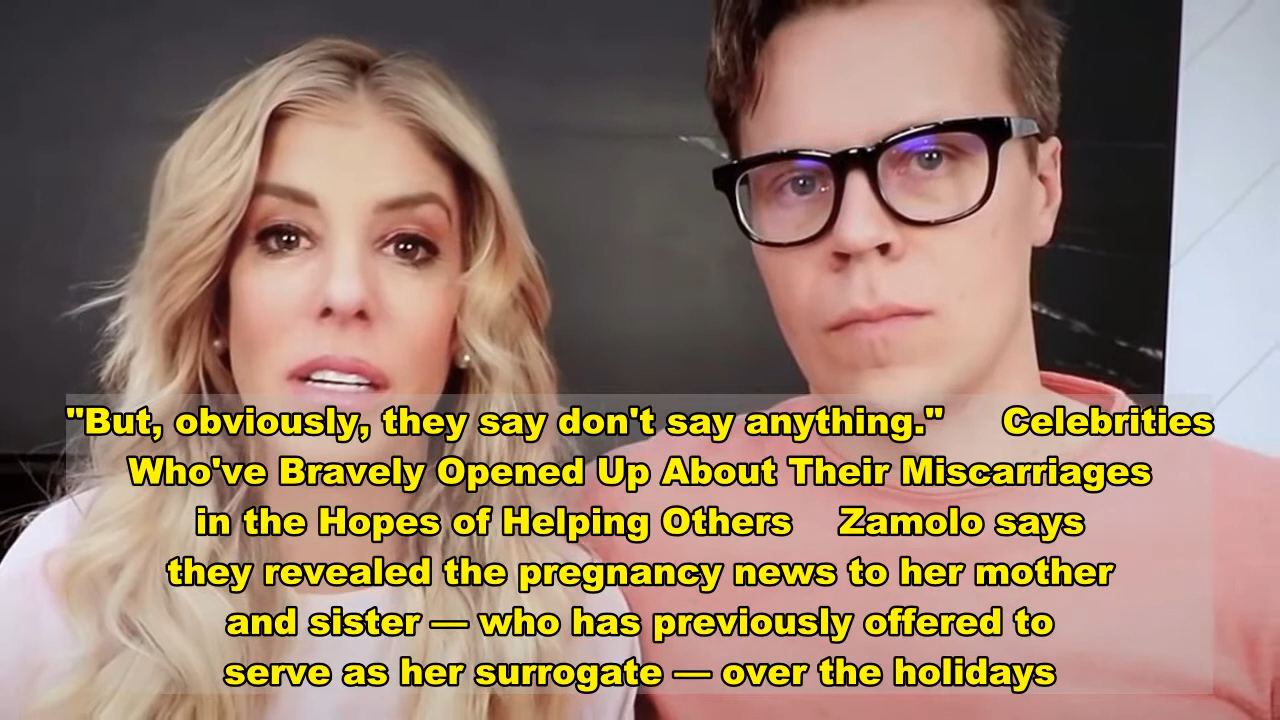 "But, obviously, they say don't say anything." Celebrities
Who've Bravely Opened Up About Their Miscarriages
in the Hopes of Helping Others Zamolo says
they revealed the pregnancy news to her mother
and sister — who has previously offered to
serve as her surrogate — over the holidays